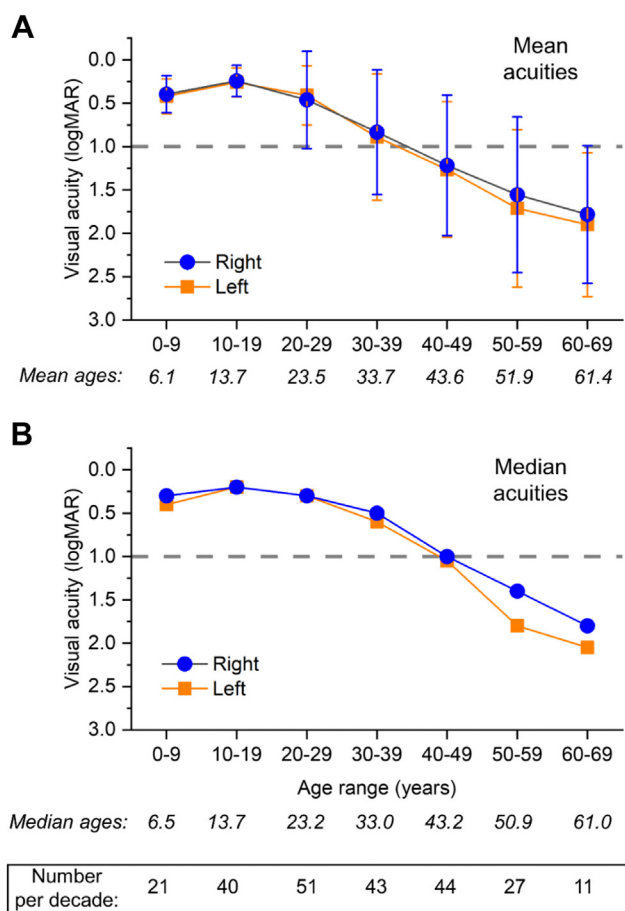 A
Mean
acuities
Visual acuity (logMAR)
0.0
0.5
1.0
1.5
2.0
2.5
3.0
Right
Left
0-9 10-19 20-29 30-39 40-49 50-59 60-69
Mean ages: 6.1 13.7 23.5 33.7 43.6 51.9 61.4
B
Median
acuities
Visual acuity (logMAR)
0.0
0.5
1.0
1.5
2.0
2.5
3.0
Right
Left
0-9 10-19 20-29 30-39 40-49 50-59 60-69
Age range (years)
Median ages: 6.5 13.7 23.2 33.0 43.2 50.9 61.0
Number
per decade: 21 40 51 43 44 27 11